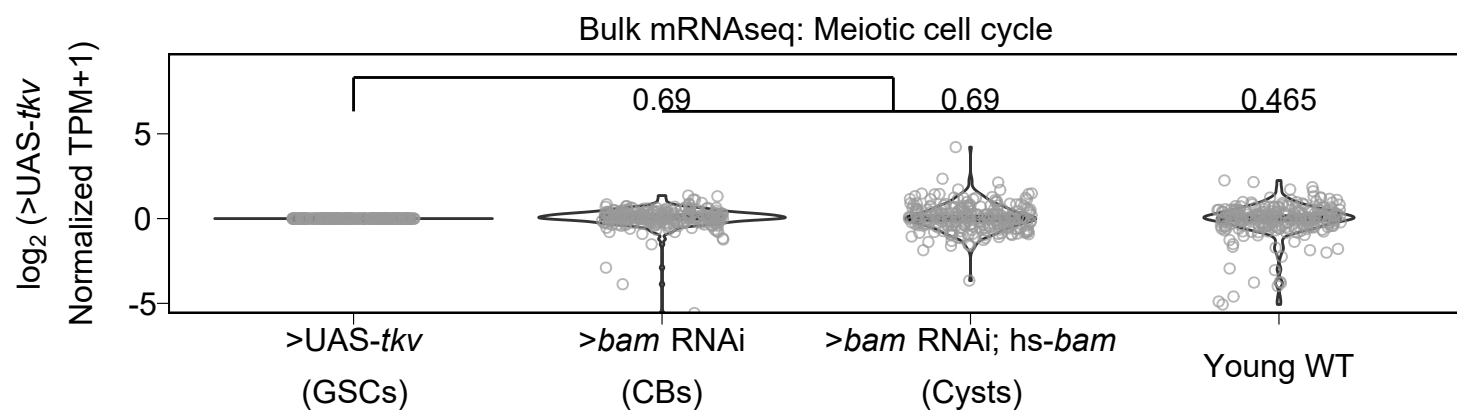 Bulk mRNAseq: Meiotic cell cycle
log2 (>UAS-tkv
Normalized TPM+1)
0.69 0.69 0.465
5
0
-5
>UAS-tkv >bam RNAi >bam RNAi; hs-bam Young WT
(GSCs) (CBs) (Cysts)